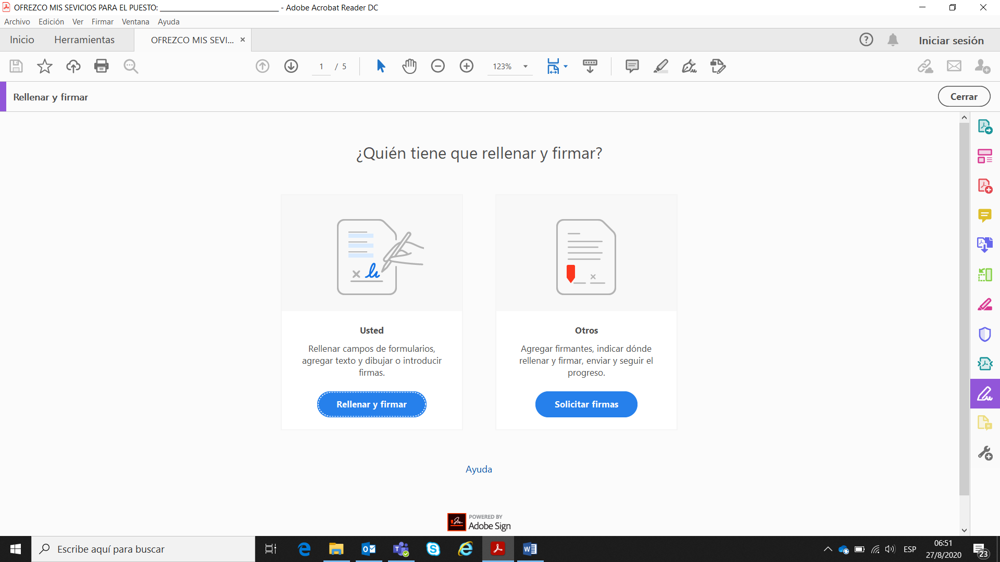 OFREZCO MIS SEVICIOS PARA EL PUESTO: ______________________________ - Adobe Acrobat Reader DC
Archivo Edición Ver Firmar Ventana Ayuda
Inicio Herramientas OFREZCO MIS SEVI... × Iniciar sesión
1 / 5 123%
Rellenar y firmar Cerrar
¿Quién tiene que rellenar y firmar?
Usted
Rellenar campos de formularios,
agregar texto y dibujar o introducir
firmas.
Rellenar y firmar
Otros
Agregar firmantes, indicar dónde
rellenar y firmar, enviar y seguir el
progreso.
Solicitar firmas
Ayuda
POWERED BY
Adobe Sign
Escribe aquí para buscar
ESP
06:51
27/8/2020
23